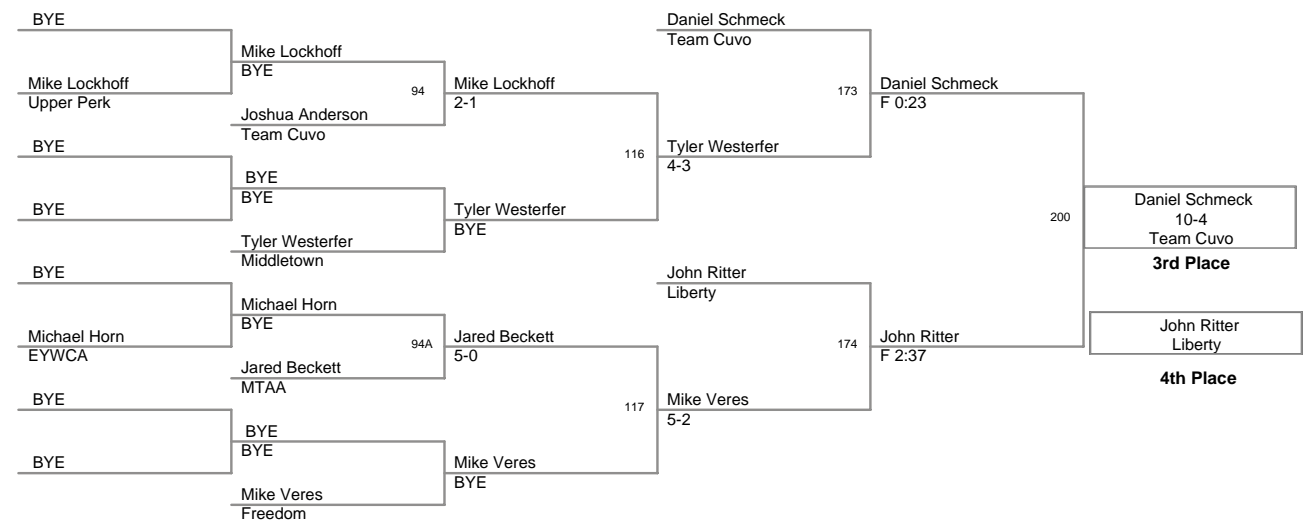 BYE
Mike Lockhoff
Upper Perk
BYE
BYE
BYE
Michael Horn
EYWCA
BYE
BYE
Mike Lockhoff
BYE
94
Joshua Anderson
Team Cuvo
BYE
BYE
Tyler Westerfer
Middletown
Michael Horn
BYE
94A
Jared Beckett
MTAA
BYE
BYE
Mike Veres
Freedom
Mike Lockhoff
2-1
116
Tyler Westerfer
BYE
Jared Beckett
5-0
117
Mike Veres
BYE
Daniel Schmeck
Team Cuvo
173
Tyler Westerfer
4-3
John Ritter
Liberty
174
Mike Veres
5-2
Daniel Schmeck
F 0:23
200
John Ritter
F 2:37
Daniel Schmeck
10-4
Team Cuvo
3rd Place
John Ritter
Liberty
4th Place